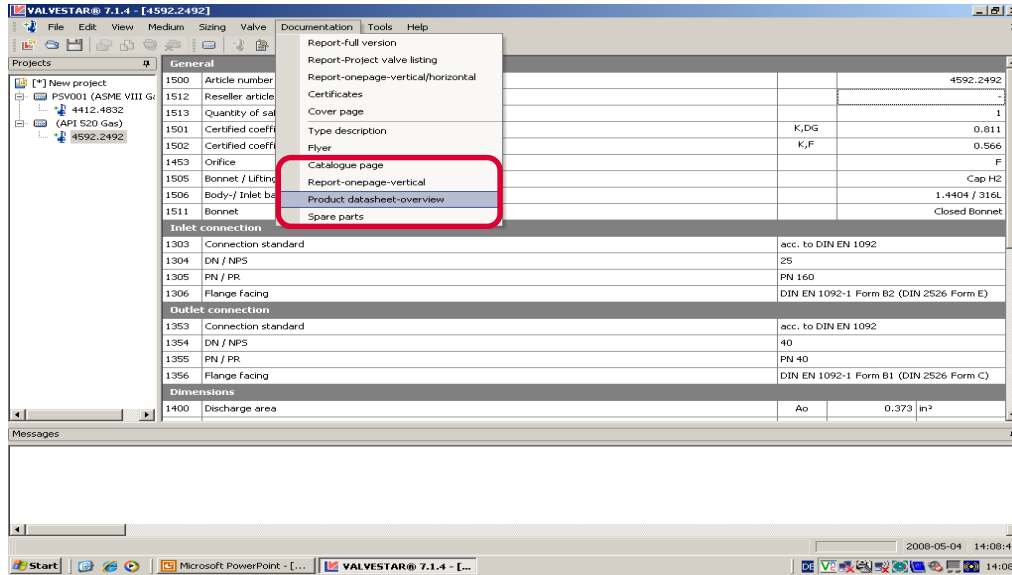 VALVESTAR® 7.1.4 - [4592.2492]
File Edit View Medium Sizing Valve Documentation Tools Help
Projects
[*] New project
PSV001 (ASME VIII Ga
4412.4832
(API 520 Gas)
4592.2492
Report-full version
Report-Project valve listing
Report-onepage-vertical/horizontal
Certificates
Cover page
Type description
Flyer
Catalogue page
Report-onepage-vertical
Product datasheet-overview
Spare parts
General
1500 Article number 4592.2492
1512 Reseller article -
1513 Quantity of sal 1
1501 Certified coeffi K,DG 0.811
1502 Certified coeffi K,F 0.566
1453 Orifice F
1505 Bonnet / Lifting Cap H2
1506 Body-/ Inlet ba 1.4404 / 316L
1511 Bonnet Closed Bonnet
Inlet connection
1303 Connection standard acc. to DIN EN 1092
1304 DN / NPS 25
1305 PN / PR PN 160
1306 Flange facing DIN EN 1092-1 Form B2 (DIN 2526 Form E)
Outlet connection
1353 Connection standard acc. to DIN EN 1092
1354 DN / NPS 40
1355 PN / PR PN 40
1356 Flange facing DIN EN 1092-1 Form B1 (DIN 2526 Form C)
Dimensions
1400 Discharge area Ao 0.373 in²
Messages
2008-05-04 14:08:4
Start Microsoft PowerPoint - [... VALVESTAR® 7.1.4 - [... DE V2 14:08